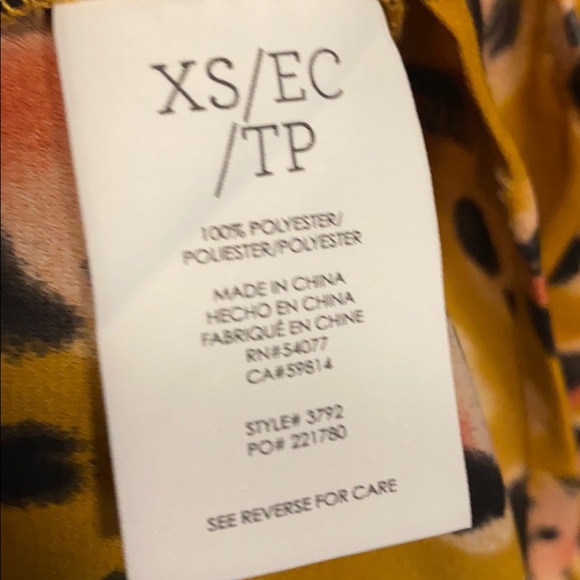 XS/EC
/TP
100% POLYESTER/
POLIESTER/POLYESTER
MADE IN CHINA
HECHO EN CHINA
FABRIQUÉ EN CHINE
RN#54077
CA#59814
STYLE# 3792
PO# 221780
SEE REVERSE FOR CARE